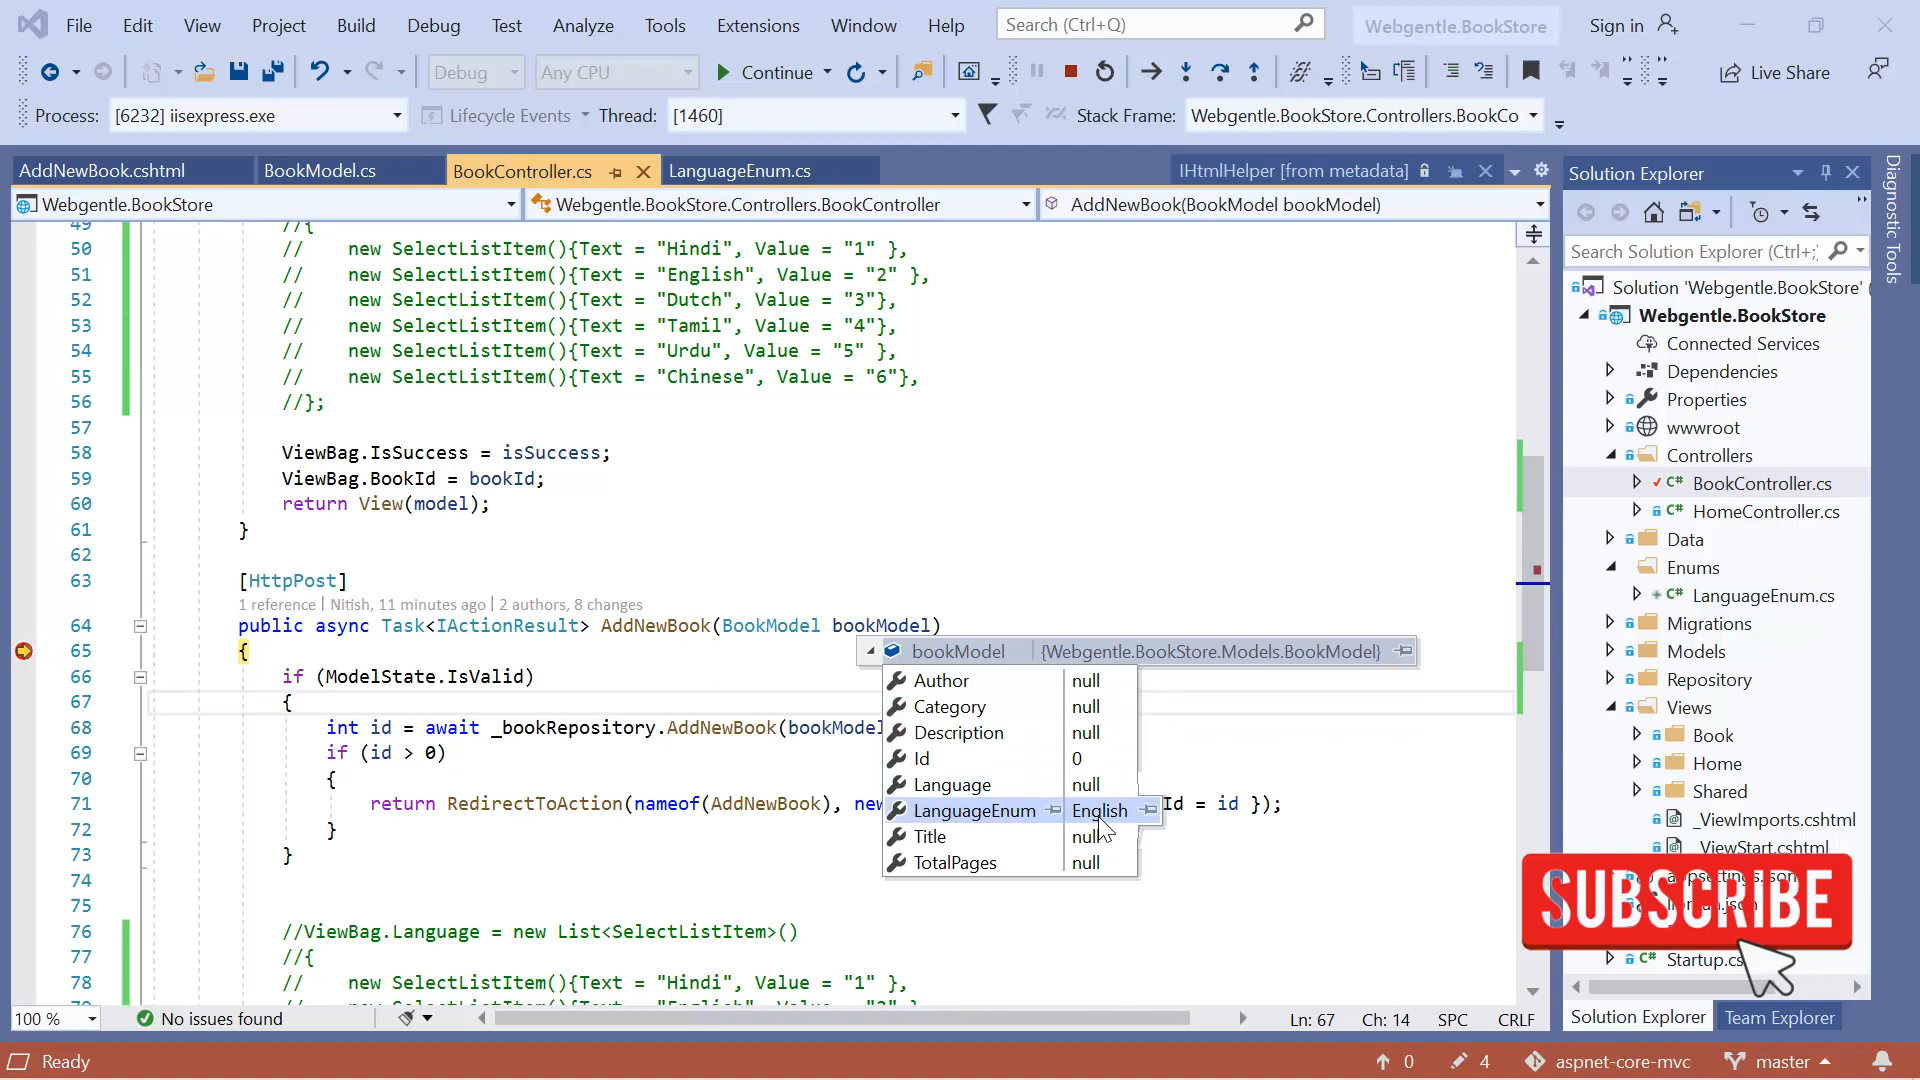 File Edit View Project Build Debug Test Analyze Tools Extensions Window Help Search (Ctrl+Q) Webgentle.BookStore Sign in
Debug Any CPU Continue Live Share
Process: [6232] iisexpress.exe Lifecycle Events Thread: [1460] Stack Frame: Webgentle.BookStore.Controllers.BookCo
AddNewBook.cshtml BookModel.cs BookController.cs LanguageEnum.cs IHtmlHelper [from metadata]
Webgentle.BookStore Webgentle.BookStore.Controllers.BookController AddNewBook(BookModel bookModel)
49 //{
50 // new SelectListItem(){Text = "Hindi", Value = "1" },
51 // new SelectListItem(){Text = "English", Value = "2" },
52 // new SelectListItem(){Text = "Dutch", Value = "3"},
53 // new SelectListItem(){Text = "Tamil", Value = "4"},
54 // new SelectListItem(){Text = "Urdu", Value = "5" },
55 // new SelectListItem(){Text = "Chinese", Value = "6"},
56 //};
57
58 ViewBag.IsSuccess = isSuccess;
59 ViewBag.BookId = bookId;
60 return View(model);
61 }
62
63 [HttpPost]
1 reference | Nitish, 11 minutes ago | 2 authors, 8 changes
64 public async Task<IActionResult> AddNewBook(BookModel bookModel)
65 {
66 if (ModelState.IsValid)
67 {
68 int id = await _bookRepository.AddNewBook(bookModel
69 if (id > 0)
70 {
71 return RedirectToAction(nameof(AddNewBook), new Id = id });
72 }
73 }
74
75
76 //ViewBag.Language = new List<SelectListItem>()
77 //{
78 // new SelectListItem(){Text = "Hindi", Value = "1" },
bookModel {Webgentle.BookStore.Models.BookModel}
Author null
Category null
Description null
Id 0
Language null
LanguageEnum English
Title null
TotalPages null
Solution Explorer
Search Solution Explorer (Ctrl+;)
Solution 'Webgentle.BookStore' (
Webgentle.BookStore
Connected Services
Dependencies
Properties
wwwroot
Controllers
C# BookController.cs
C# HomeController.cs
Data
Enums
C# LanguageEnum.cs
Migrations
Models
Repository
Views
Book
Home
Shared
_ViewImports.cshtml
_ViewStart.cshtml
appsettings.json
SUBSCRIBE
C# Startup.cs
Solution Explorer Team Explorer
Diagnostic Tools
100 % No issues found Ln: 67 Ch: 14 SPC CRLF
Ready 0 4 aspnet-core-mvc master